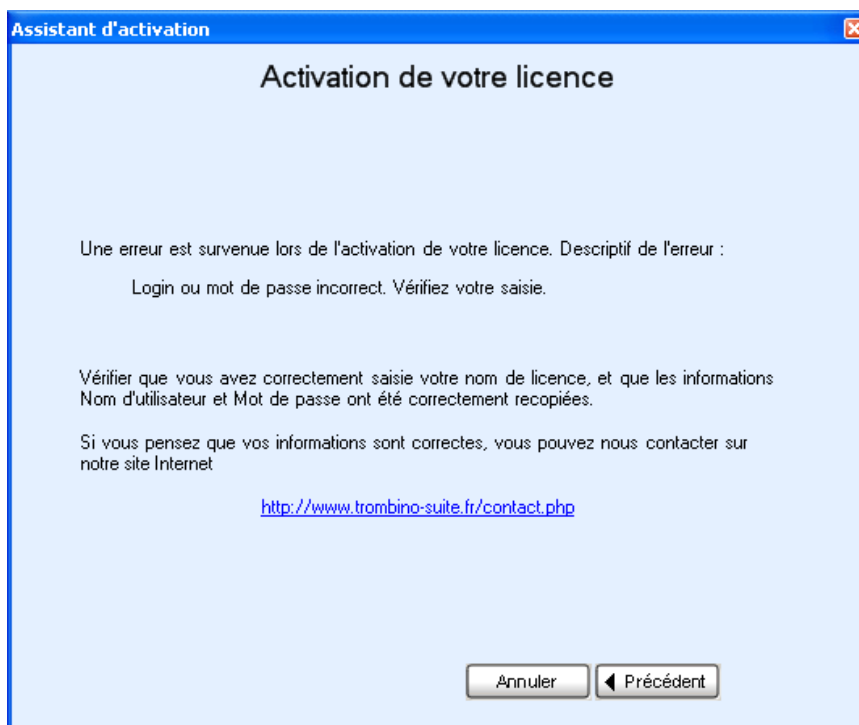 Assistant d'activation
Activation de votre licence
Une erreur est survenue lors de l'activation de votre licence. Descriptif de l'erreur :
Login ou mot de passe incorrect. Vérifiez votre saisie.
Vérifier que vous avez correctement saisie votre nom de licence, et que les informations
Nom d'utilisateur et Mot de passe ont été correctement recopiées.
Si vous pensez que vos informations sont correctes, vous pouvez nous contacter sur
notre site Internet
http://www.trombino-suite.fr/contact.php
Annuler Précédent